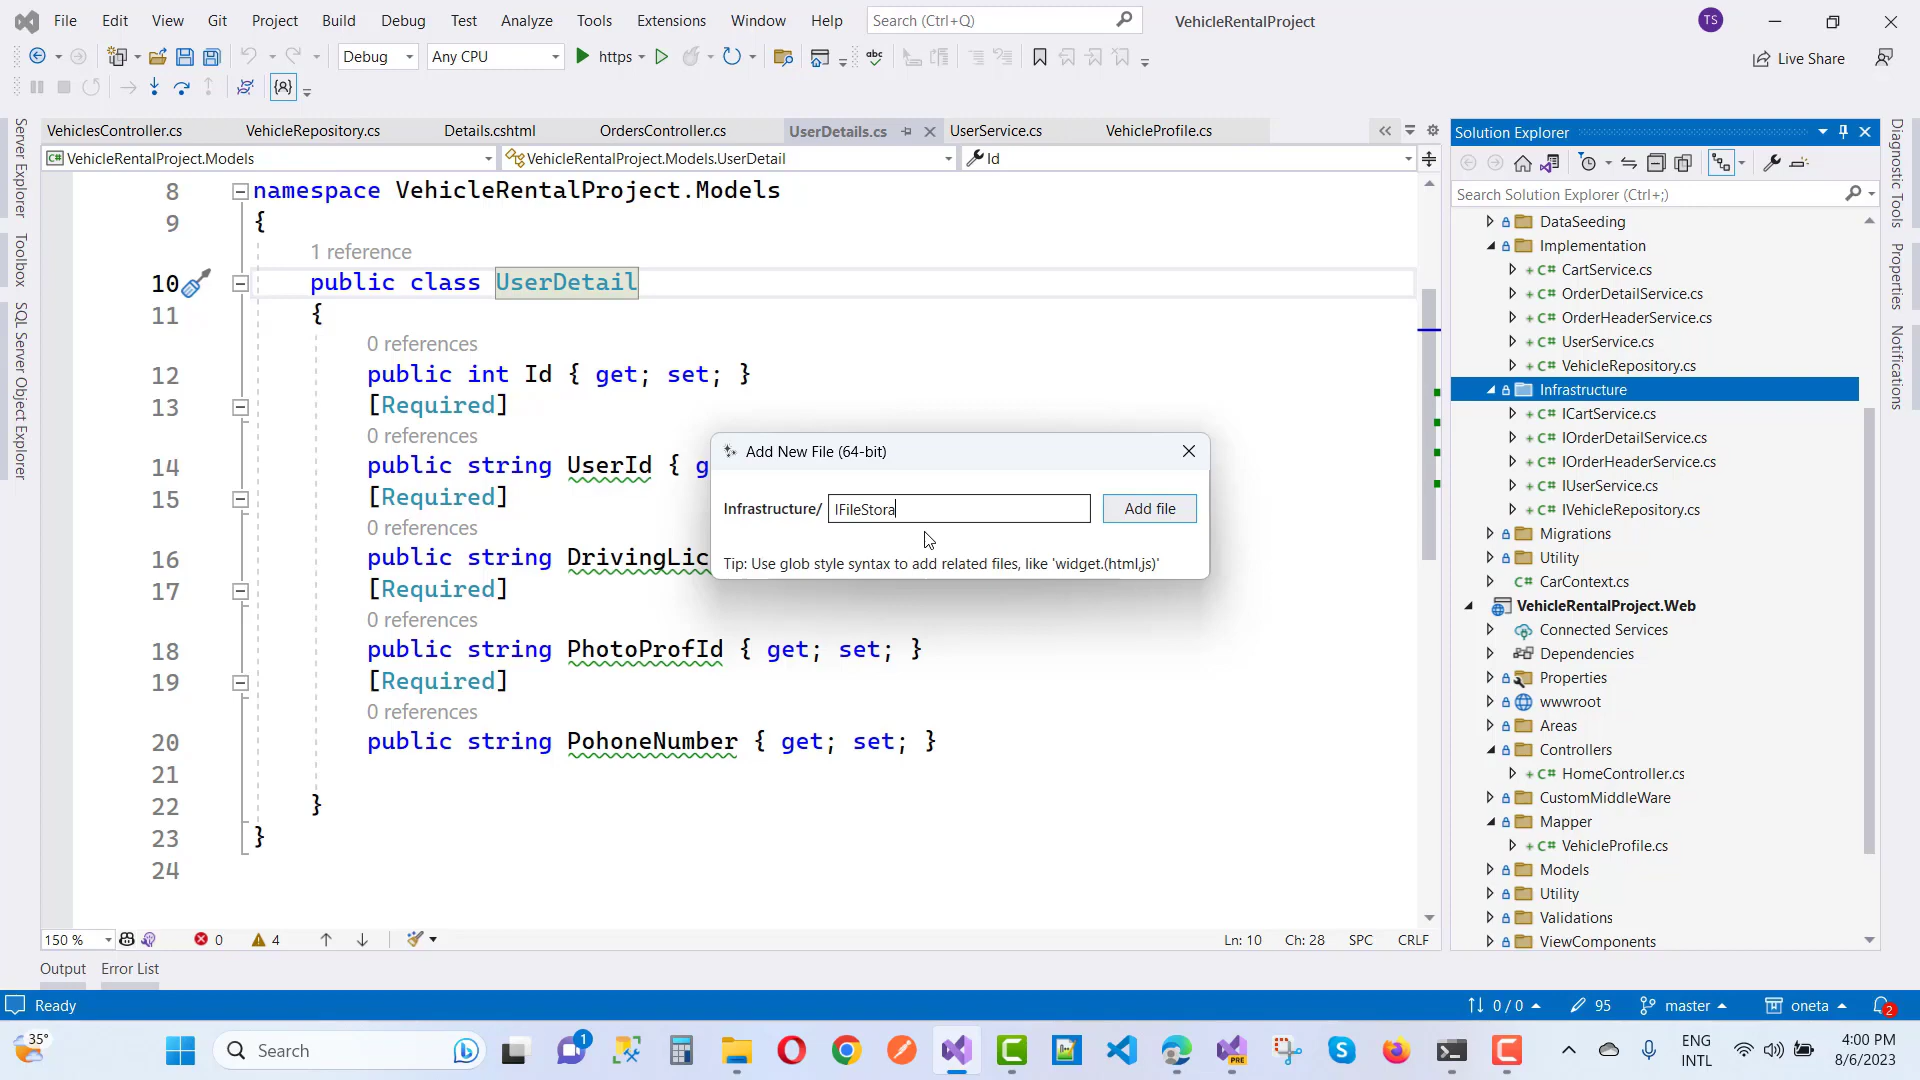 File Edit View Git Project Build Debug Test Analyze Tools Extensions Window Help Search (Ctrl+Q) VehicleRentalProject TS
Debug Any CPU https Live Share
VehiclesController.cs VehicleRepository.cs Details.cshtml OrdersController.cs UserDetails.cs UserService.cs VehicleProfile.cs
VehicleRentalProject.Models VehicleRentalProject.Models.UserDetail Id
Server Explorer
Toolbox
SQL Server Object Explorer
8 namespace VehicleRentalProject.Models
9 {
1 reference
10 public class UserDetail
11 {
0 references
12 public int Id { get; set; }
13 [Required]
0 references
14 public string UserId { g
15 [Required]
0 references
16 public string DrivingLic
17 [Required]
0 references
18 public string PhotoProfId { get; set; }
19 [Required]
0 references
20 public string PohoneNumber { get; set; }
21
22 }
23 }
24
Add New File (64-bit)
Infrastructure/ IFileStora Add file
Tip: Use glob style syntax to add related files, like 'widget.(html,js)'
Solution Explorer
Search Solution Explorer (Ctrl+;)
DataSeeding
Implementation
C# CartService.cs
C# OrderDetailService.cs
C# OrderHeaderService.cs
C# UserService.cs
C# VehicleRepository.cs
Infrastructure
C# ICartService.cs
C# IOrderDetailService.cs
C# IOrderHeaderService.cs
C# IUserService.cs
C# IVehicleRepository.cs
Migrations
Utility
C# CarContext.cs
VehicleRentalProject.Web
Connected Services
Dependencies
Properties
wwwroot
Areas
Controllers
C# HomeController.cs
CustomMiddleWare
Mapper
C# VehicleProfile.cs
Models
Utility
Validations
ViewComponents
Diagnostic Tools
Properties
Notifications
150 % 0 4 Ln: 10 Ch: 28 SPC CRLF
Output Error List
Ready 0 / 0 95 master oneta 2
35° Search 1 PRE ENG INTL 4:00 PM 8/6/2023